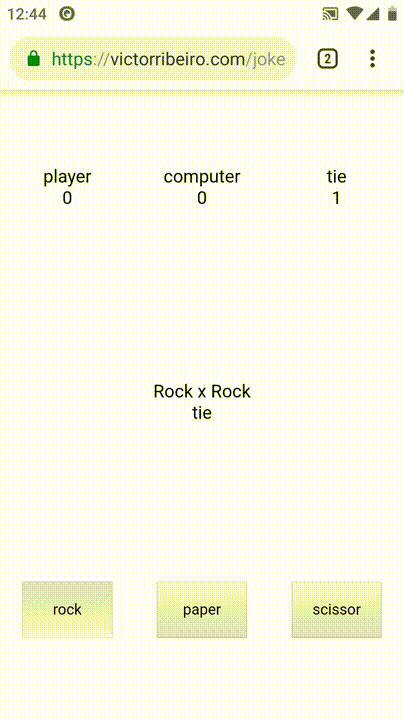 12:44
2
https://victorribeiro.com/joke
player computer tie
0 0 1
Rock x Rock
tie
rock paper scissor